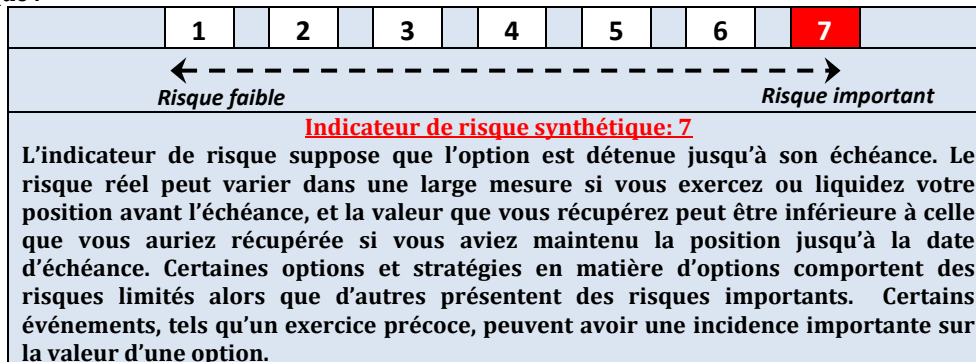 1 2 3 4 5 6 7
Risque faible Risque important
Indicateur de risque synthétique: 7
L'indicateur de risque suppose que l'option est détenue jusqu'à son échéance. Le
risque réel peut varier dans une large mesure si vous exercez ou liquidez votre
position avant l'échéance, et la valeur que vous récupérez peut être inférieure à celle
que vous auriez récupérée si vous aviez maintenu la position jusqu'à la date
d'échéance. Certaines options et stratégies en matière d'options comportent des
risques limités alors que d'autres présentent des risques importants. Certains
événements, tels qu'un exercice précoce, peuvent avoir une incidence importante sur
la valeur d'une option.